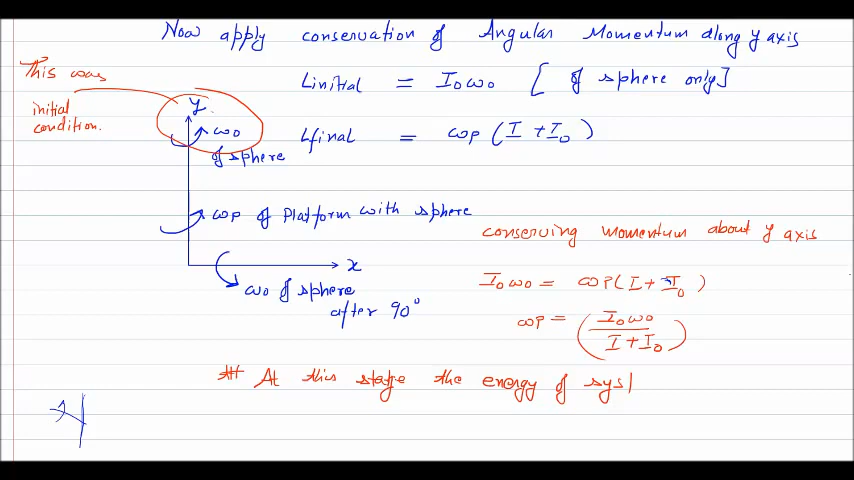 Now apply conservation of Angular Momentum along y axis
This was
initial
condition.
Linitial = I₀ω₀ [of sphere only]
y
ω₀
of sphere
Lfinal = ωP (I + I₀)
ωP of Platform with sphere
conserving momentum about y axis
x
ω₀ of sphere
after 90°
I₀ω₀ = ωP(I + I₀)
ωP = (I₀ω₀
I + I₀)
## At this stage the energy of sys